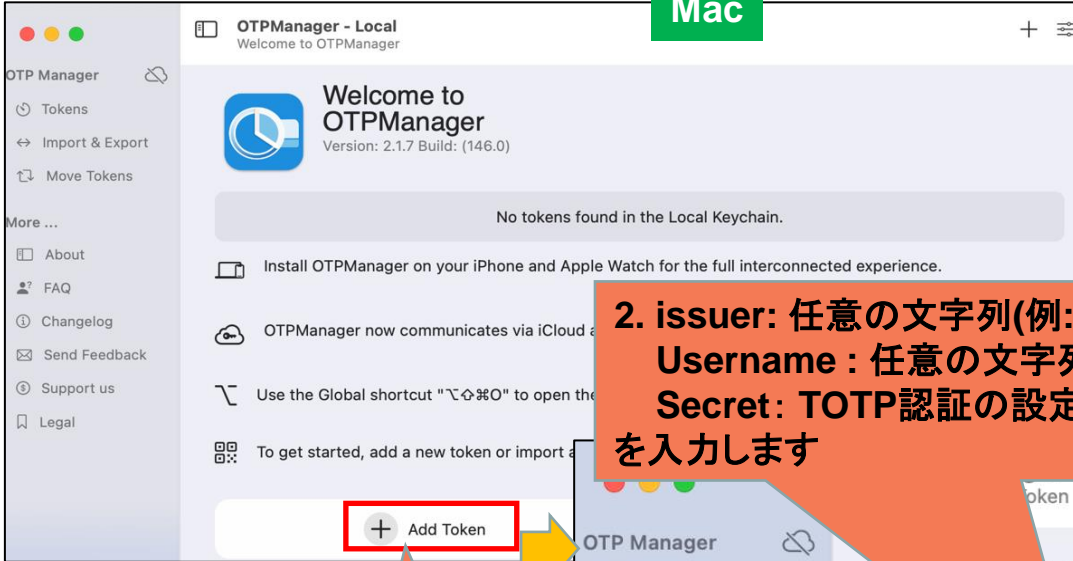 Mac
OTPManager - Local
Welcome to OTPManager
OTP Manager
Tokens
Import & Export
Move Tokens
More ...
About
FAQ
Changelog
Send Feedback
Support us
Legal
Welcome to
OTPManager
Version: 2.1.7 Build: (146.0)
No tokens found in the Local Keychain.
Install OTPManager on your iPhone and Apple Watch for the full interconnected experience.
OTPManager now communicates via iCloud
Use the Global shortcut "⌥⇧⌘O" to open the
To get started, add a new token or import
Add Token
2. issuer: 任意の文字列(例:
Username : 任意の文字列
Secret: TOTP認証の設定
を入力します
OTP Manager
oken